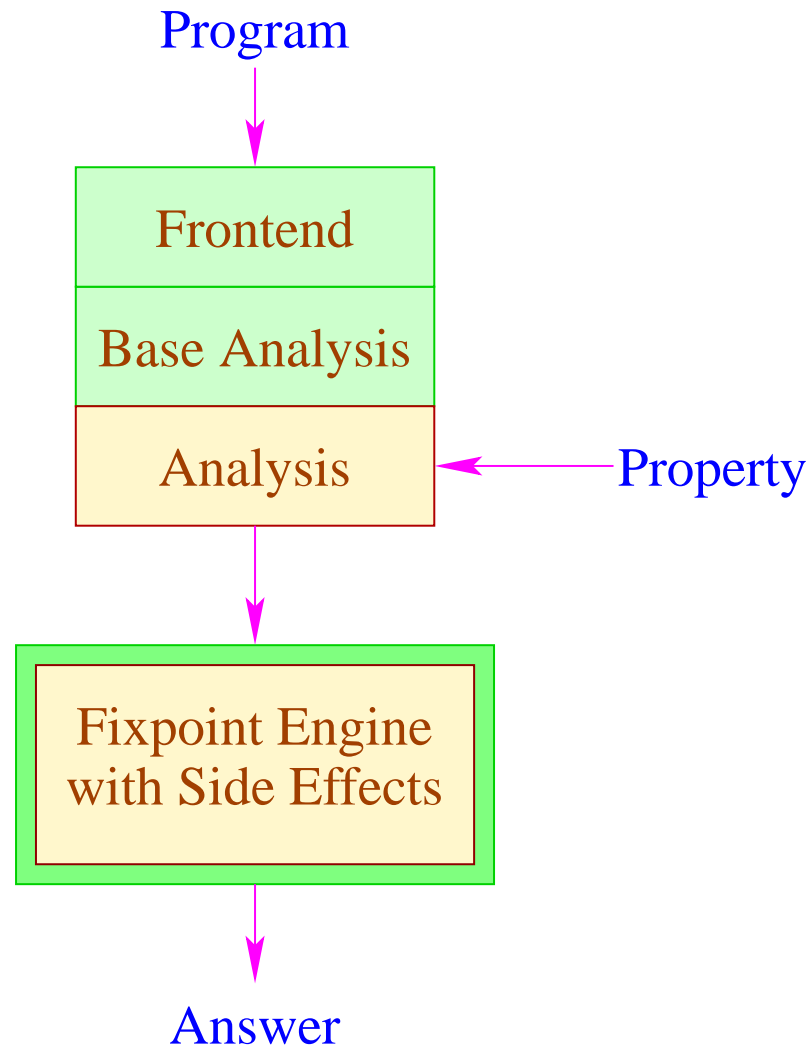 Program
Frontend
Base Analysis
Analysis
Property
Fixpoint Engine
with Side Effects
Answer